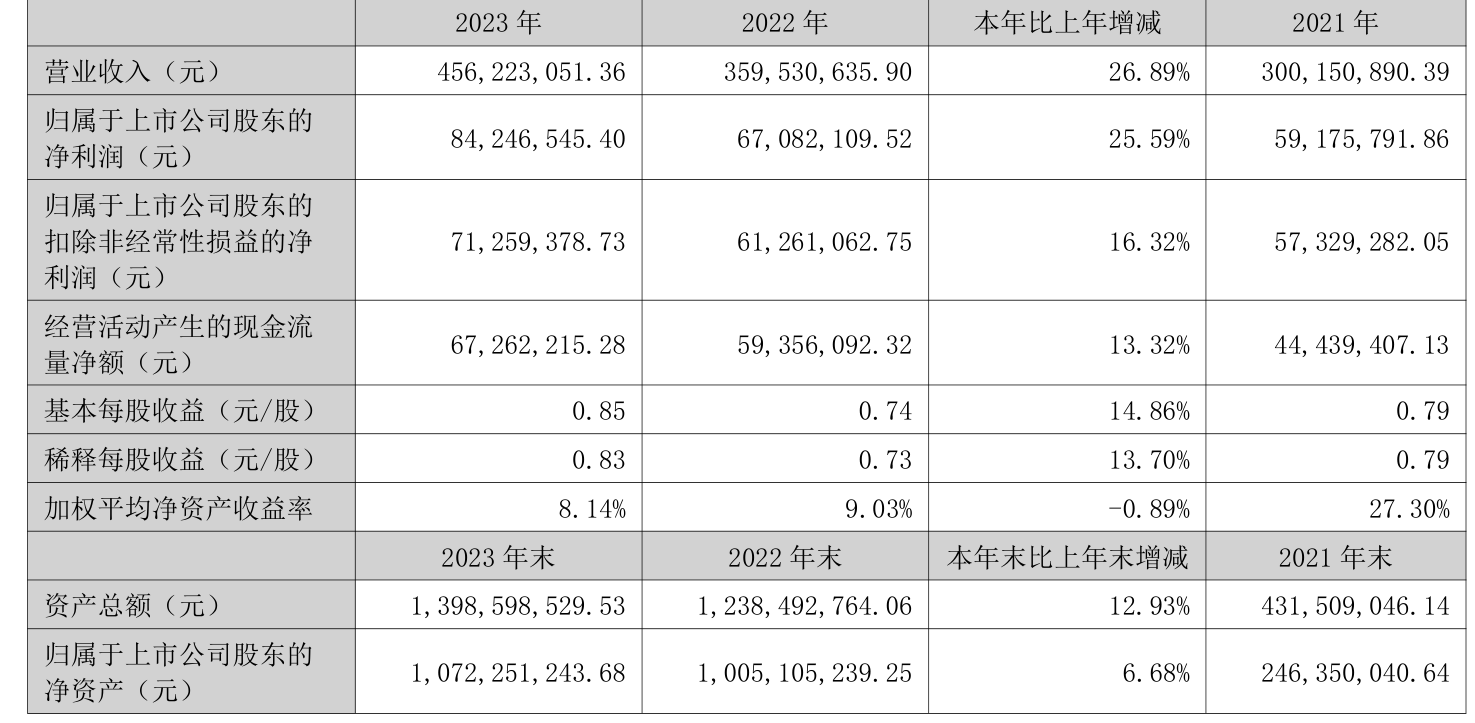 2023 年 2022 年 本年比上年增减 2021 年
营业收入（元） 456,223,051.36 359,530,635.90 26.89% 300,150,890.39
归属于上市公司股东的
净利润（元） 84,246,545.40 67,082,109.52 25.59% 59,175,791.86
归属于上市公司股东的
扣除非经常性损益的净
利润（元） 71,259,378.73 61,261,062.75 16.32% 57,329,282.05
经营活动产生的现金流
量净额（元） 67,262,215.28 59,356,092.32 13.32% 44,439,407.13
基本每股收益（元/股） 0.85 0.74 14.86% 0.79
稀释每股收益（元/股） 0.83 0.73 13.70% 0.79
加权平均净资产收益率 8.14% 9.03% -0.89% 27.30%
2023 年末 2022 年末 本年末比上年末增减 2021 年末
资产总额（元） 1,398,598,529.53 1,238,492,764.06 12.93% 431,509,046.14
归属于上市公司股东的
净资产（元） 1,072,251,243.68 1,005,105,239.25 6.68% 246,350,040.64